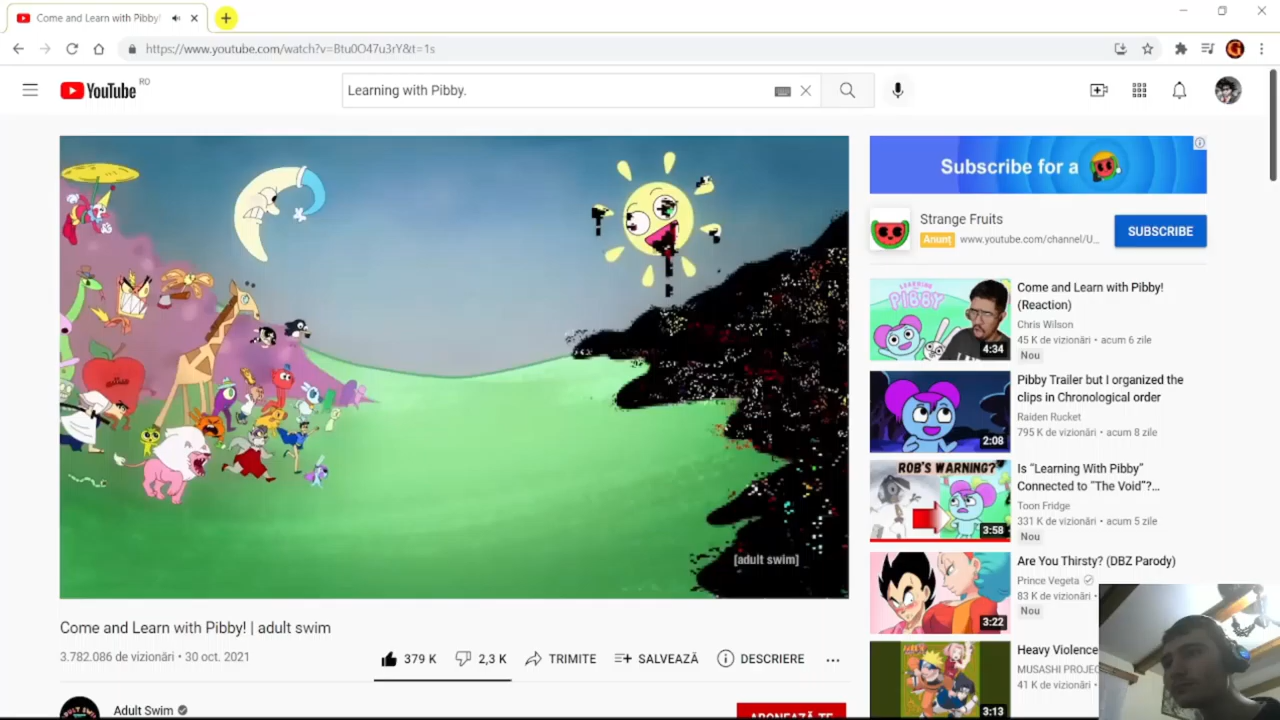 Come and Learn with Pibby!
https://www.youtube.com/watch?v=Btu0O47u3rY&t=1s
YouTube RO
Learning with Pibby.
[adult swim]
Come and Learn with Pibby! | adult swim
3.782.086 de vizionări • 30 oct. 2021
379 K
2,3 K
TRIMITE
SALVEAZĂ
DESCRIERE
Adult Swim
ABONEAZĂ-TE
Subscribe for a
Strange Fruits
Anunț www.youtube.com/channel/U...
SUBSCRIBE
LEARNING
PIBBY
4:34
Come and Learn with Pibby!
(Reaction)
Chris Wilson
45 K de vizionări • acum 6 zile
Nou
2:08
Pibby Trailer but I organized the
clips in Chronological order
Raiden Rucket
795 K de vizionări • acum 8 zile
ROB'S WARNING?
3:58
Is “Learning With Pibby”
Connected to “The Void”?...
Toon Fridge
331 K de vizionări • acum 5 zile
Nou
3:22
Are You Thirsty? (DBZ Parody)
Prince Vegeta
83 K de vizionări •
Nou
3:13
Heavy Violence
MUSASHI PROJEC
41 K de vizionări •